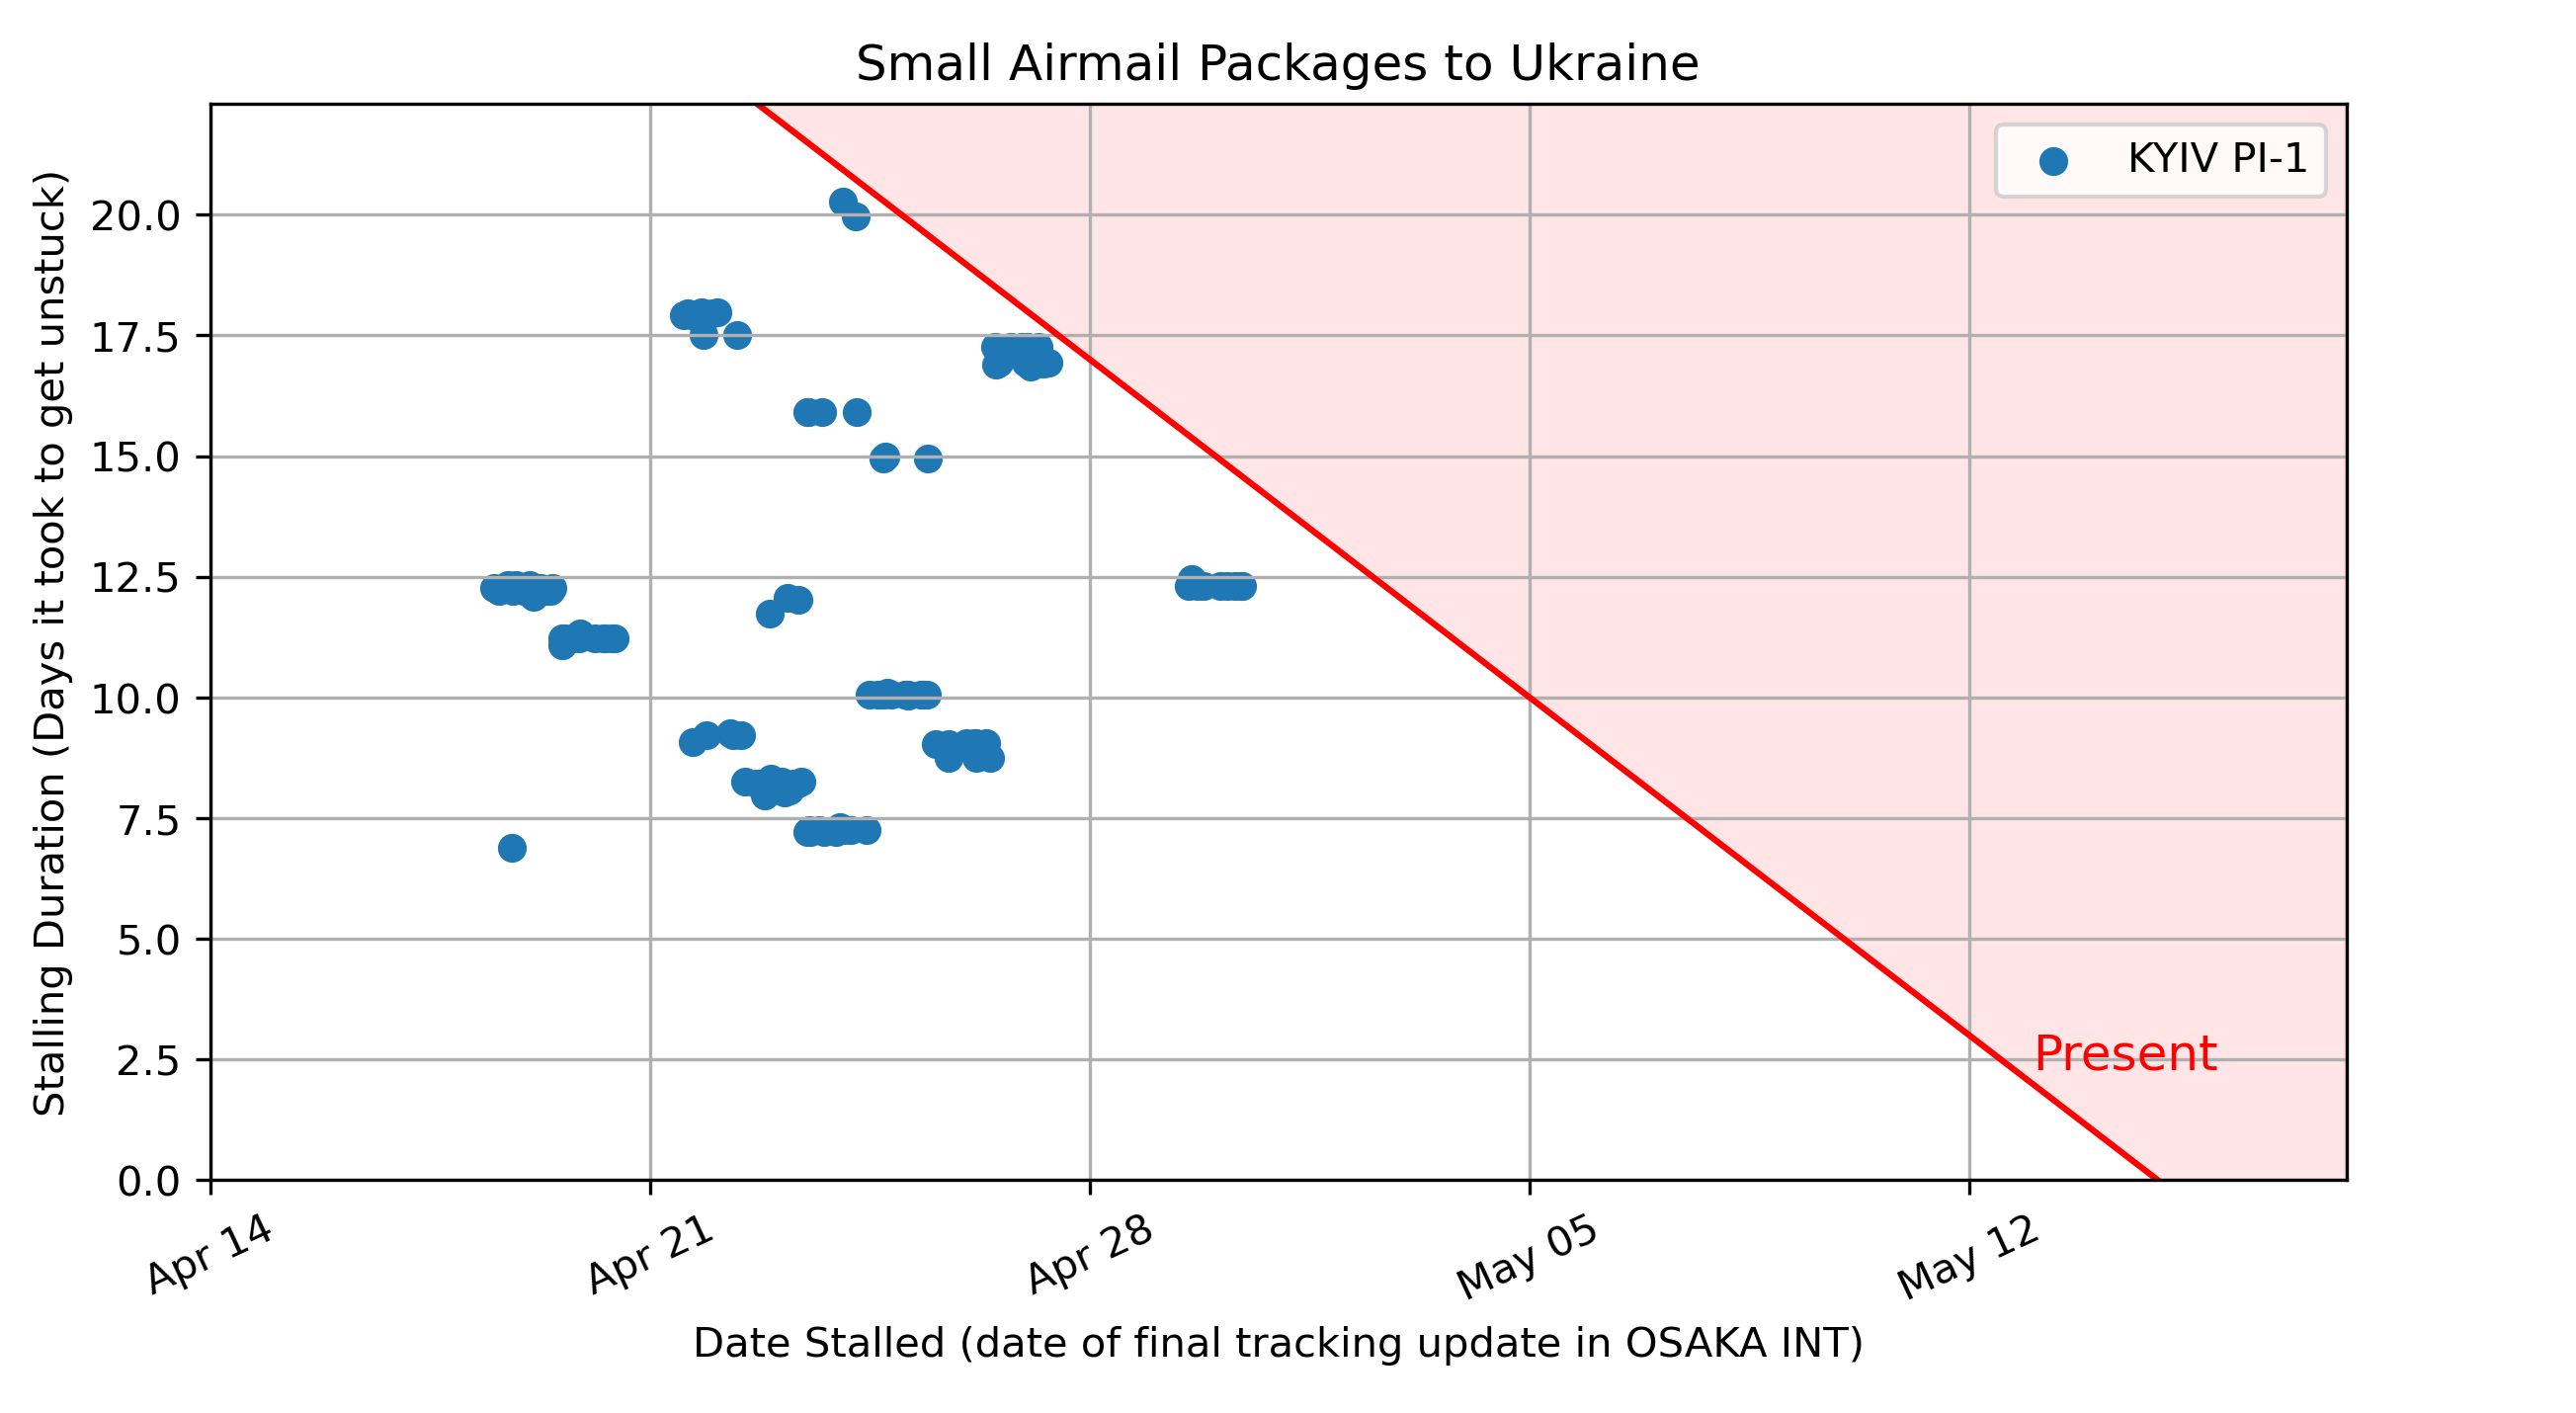 Small Airmail Packages to Ukraine
KYIV PI-1
Stalling Duration (Days it took to get unstuck)
20.0
17.5
15.0
12.5
10.0
7.5
5.0
2.5
0.0
Present
Apr 14
Apr 21
Apr 28
May 05
May 12
Date Stalled (date of final tracking update in OSAKA INT)